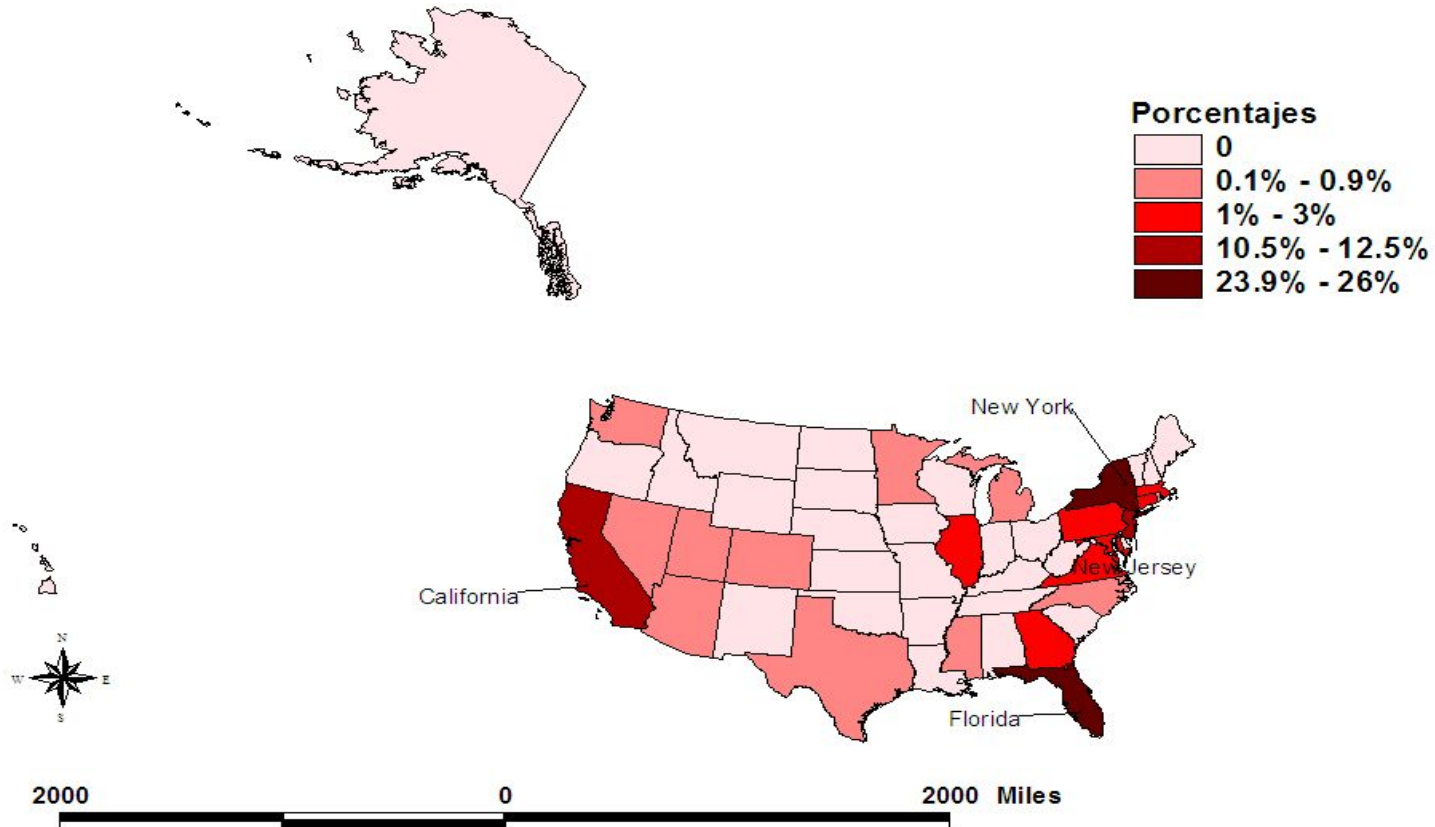 Porcentajes
0
0.1% - 0.9%
1% - 3%
10.5% - 12.5%
23.9% - 26%
New York
New Jersey
California
Florida
N
W E
S
2000 0 2000 Miles